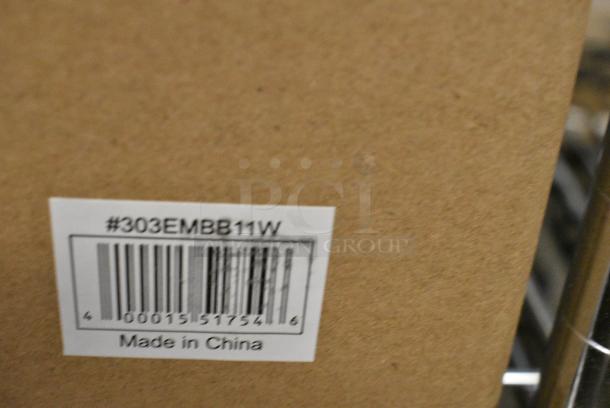 #303EMBB11W
PCI
AUCTION GROUP
4 00015 51754 6
Made in China